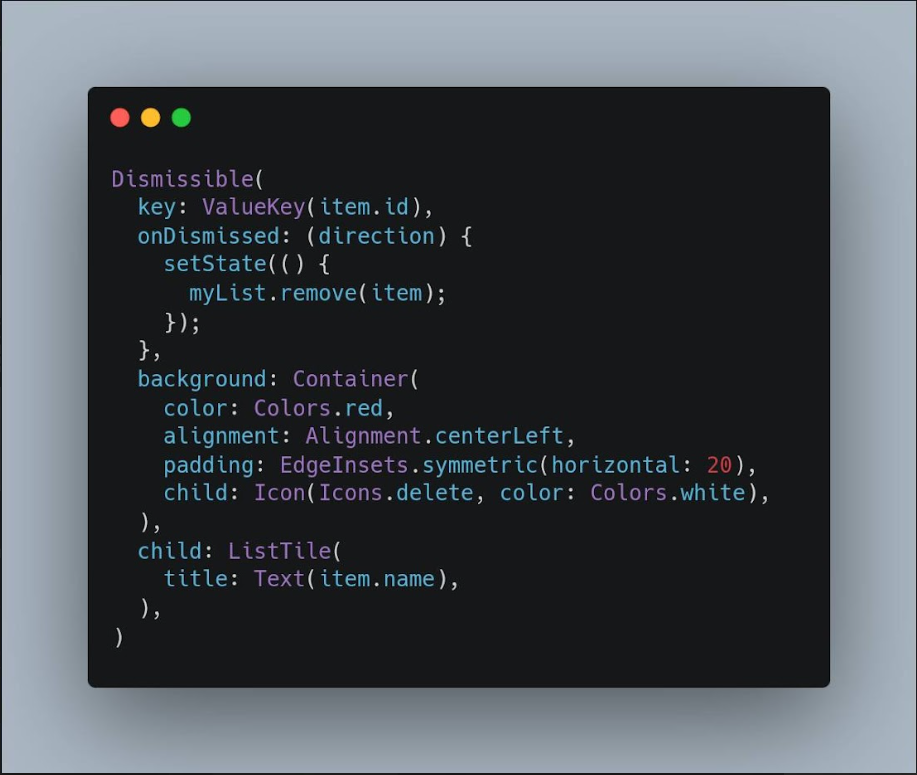 Dismissible(
  key: ValueKey(item.id),
  onDismissed: (direction) {
    setState(() {
      myList.remove(item);
    });
  },
  background: Container(
    color: Colors.red,
    alignment: Alignment.centerLeft,
    padding: EdgeInsets.symmetric(horizontal: 20),
    child: Icon(Icons.delete, color: Colors.white),
  ),
  child: ListTile(
    title: Text(item.name),
  ),
)